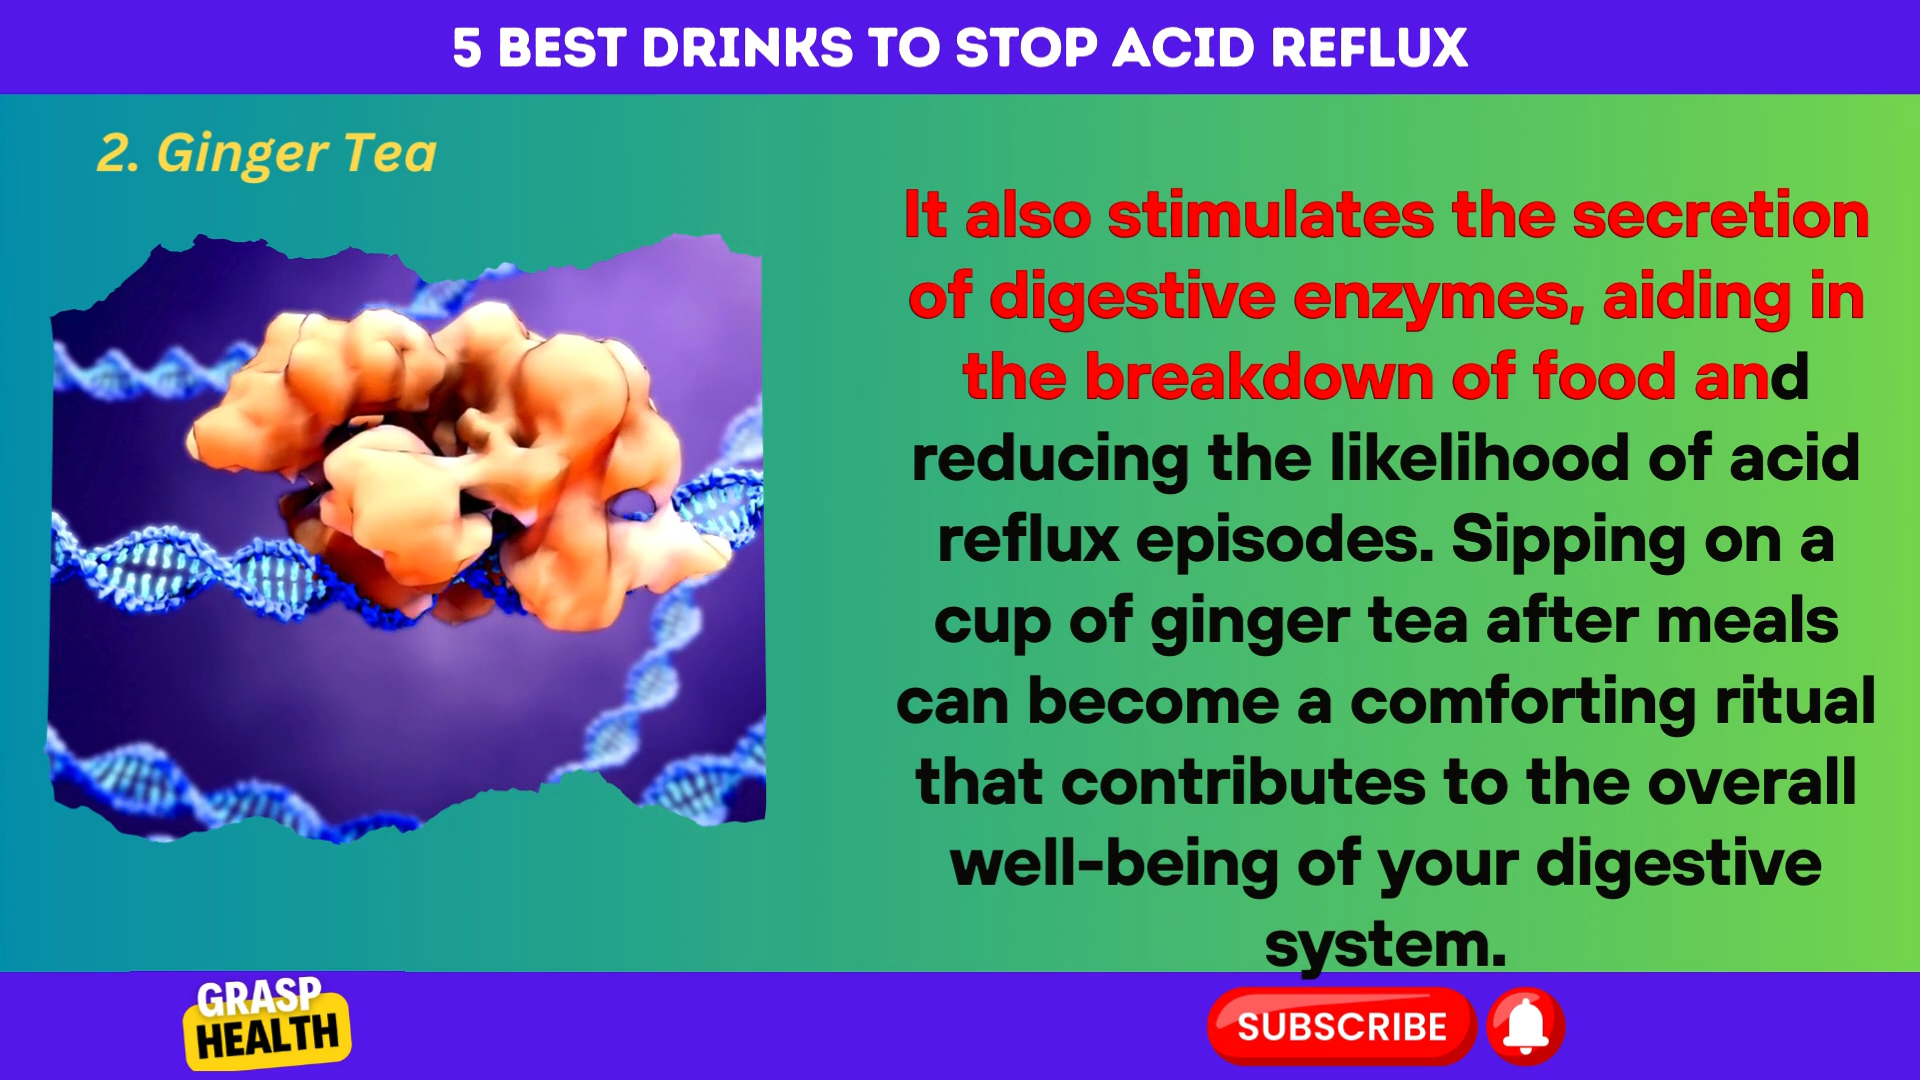 5 BEST DRINKS TO STOP ACID REFLUX
2. Ginger Tea
It also stimulates the secretion
of digestive enzymes, aiding in
the breakdown of food and
reducing the likelihood of acid
reflux episodes. Sipping on a
cup of ginger tea after meals
can become a comforting ritual
that contributes to the overall
well-being of your digestive
system.
GRASP
HEALTH
SUBSCRIBE